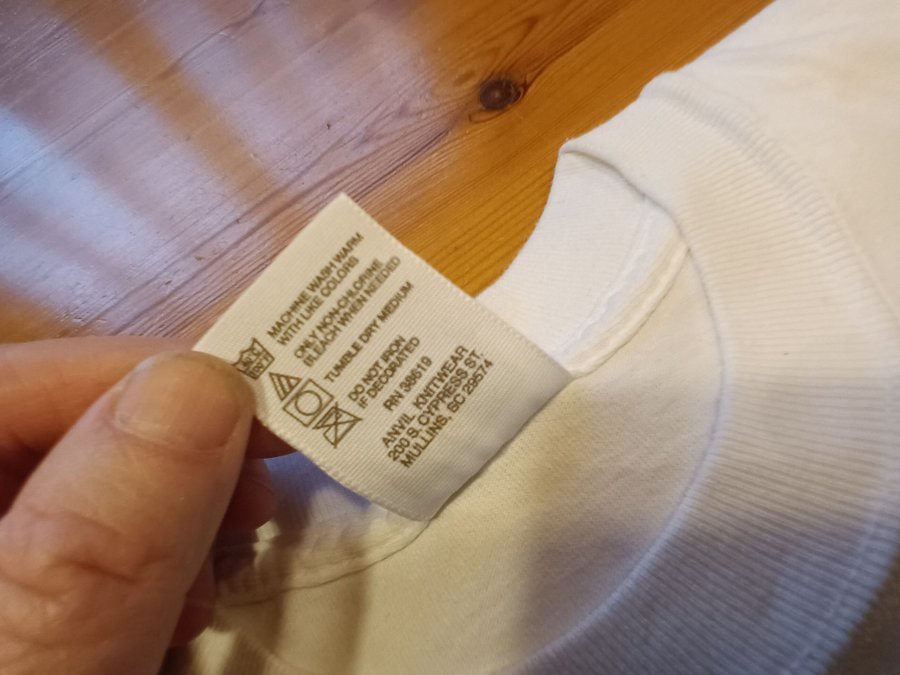 MACHINE WASH WARM
WITH LIKE COLORS
ONLY NON-CHLORINE
BLEACH WHEN NEEDED
TUMBLE DRY MEDIUM
DO NOT IRON
IF DECORATED
RN 38619
ANVIL KNITWEAR
200 S. CYPRESS ST.
MULLINS, SC 29574